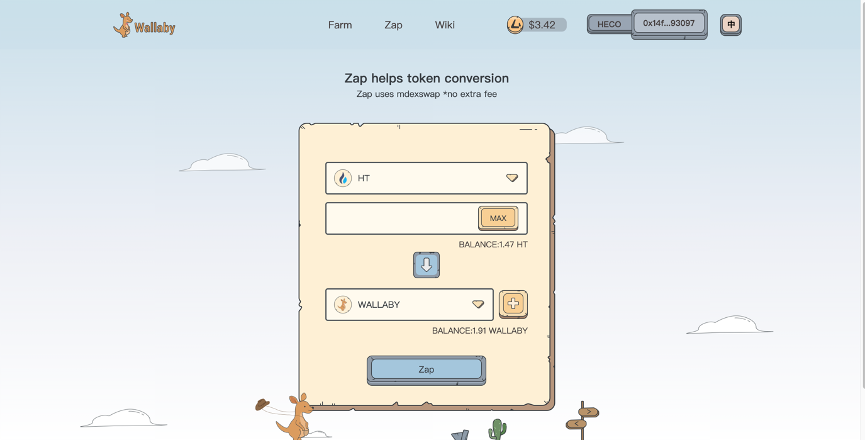 Wallaby
Farm
Zap
Wiki
$3.42
HECO
0x14f...93097
中
Zap helps token conversion
Zap uses mdexswap *no extra fee
HT
MAX
BALANCE:1.47 HT
WALLABY
BALANCE:1.91 WALLABY
Zap